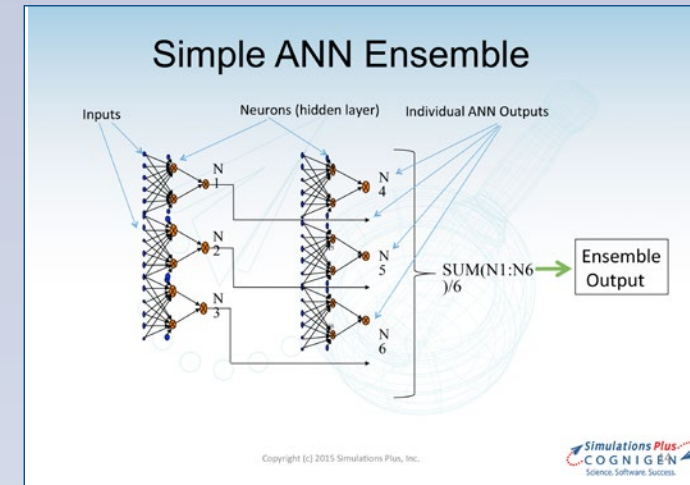 Simple ANN Ensemble
Inputs
Neurons (hidden layer)
Individual ANN Outputs
N
1
N
2
N
3
N
4
N
5
N
6
SUM(N1:N6
)/6
Ensemble
Output
Copyright (c) 2015 Simulations Plus, Inc.
Simulations Plus
COGNIGEN
Science. Software. Success.